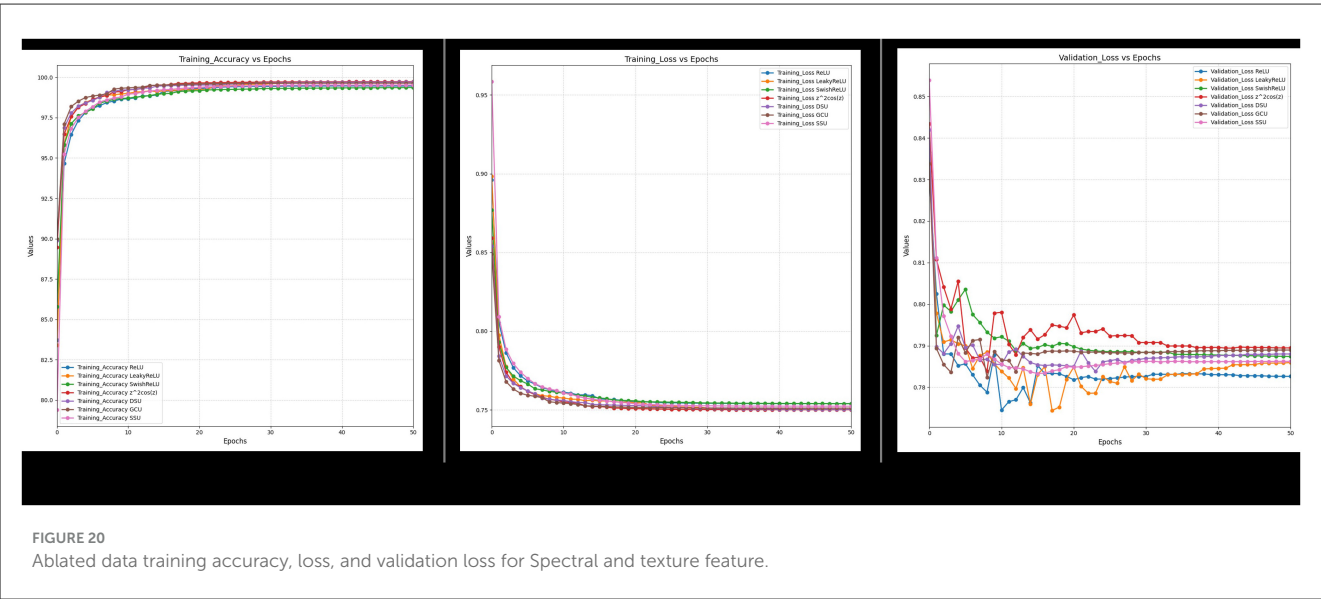 Training_Accuracy vs Epochs
100.0
97.5
95.0
92.5
90.0
87.5
85.0
82.5
80.0
Values
Training_Accuracy ReLU
Training_Accuracy LeakyReLU
Training_Accuracy SwishReLU
Training_Accuracy z^2cos(z)
Training_Accuracy DSU
Training_Accuracy GCU
Training_Accuracy SSU
0 10 20 30 40 50
Epochs
Training_Loss vs Epochs
0.95
0.90
0.85
0.80
0.75
Values
Training_Loss ReLU
Training_Loss LeakyReLU
Training_Loss SwishReLU
Training_Loss z^2cos(z)
Training_Loss DSU
Training_Loss GCU
Training_Loss SSU
0 10 20 30 40 50
Epochs
Validation_Loss vs Epochs
0.85
0.84
0.83
0.82
0.81
0.80
0.79
0.78
Values
Validation_Loss ReLU
Validation_Loss LeakyReLU
Validation_Loss SwishReLU
Validation_Loss z^2cos(z)
Validation_Loss DSU
Validation_Loss GCU
Validation_Loss SSU
0 10 20 30 40 50
Epochs
FIGURE 20
Ablated data training accuracy, loss, and validation loss for Spectral and texture feature.